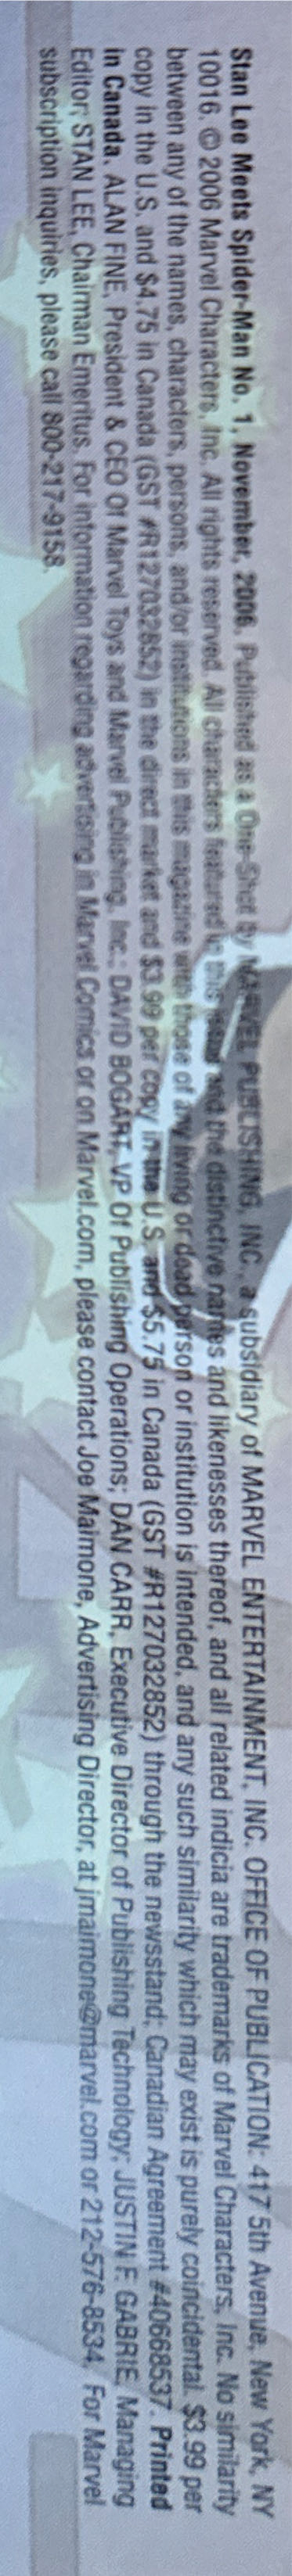 Stan Lee Meets Spider-Man No. 1, November, 2006. Published as a One-Shot by MARVEL PUBLISHING, INC. a subsidiary of MARVEL ENTERTAINMENT, INC. OFFICE OF PUBLICATION: 417 5th Avenue, New York, NY
10016. © 2006 Marvel Characters, Inc. All rights reserved. All characters featured in this issue and the distinctive names and likenesses thereof, and all related indicia are trademarks of Marvel Characters, Inc. No similarity
between any of the names, characters, persons, and/or institutions in this magazine with those of any living or dead person or institution is intended, and any such similarity which may exist is purely coincidental. $3.99 per
copy in the U.S. and $4.75 in Canada (GST #R127032852) in the direct market and $3.99 per copy in the U.S. and $5.75 in Canada (GST #R127032852) through the newsstand. Canadian Agreement #40668537. Printed
in Canada. ALAN FINE, President & CEO Of Marvel Toys and Marvel Publishing, Inc.; DAVID BOGART, VP Of Publishing Operations; DAN CARR, Executive Director of Publishing Technology; JUSTIN F. GABRIE, Managing
Editor; STAN LEE, Chairman Emeritus. For information regarding advertising in Marvel Comics or on Marvel.com, please contact Joe Maimone, Advertising Director, at jmaimone@marvel.com or 212-576-8534. For Marvel
subscription inquiries, please call 800-217-9158.